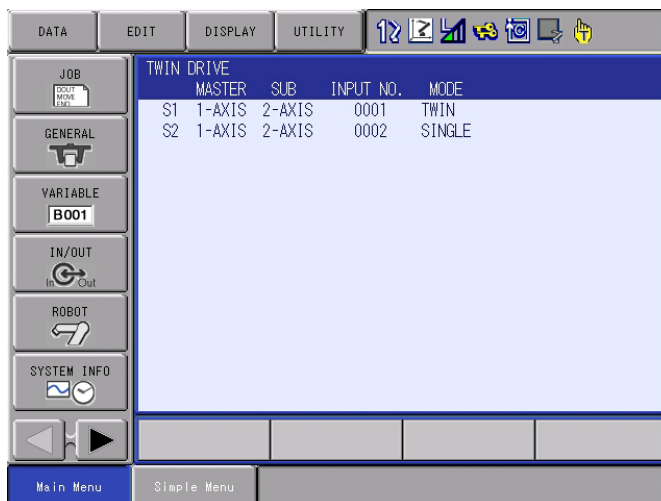 DATA EDIT DISPLAY UTILITY
JOB
DOUT
MOVE
END
GENERAL
VARIABLE
B001
IN/OUT
In Out
ROBOT
SYSTEM INFO
TWIN DRIVE
MASTER SUB INPUT NO. MODE
S1 1-AXIS 2-AXIS 0001 TWIN
S2 1-AXIS 2-AXIS 0002 SINGLE
Main Menu Simple Menu